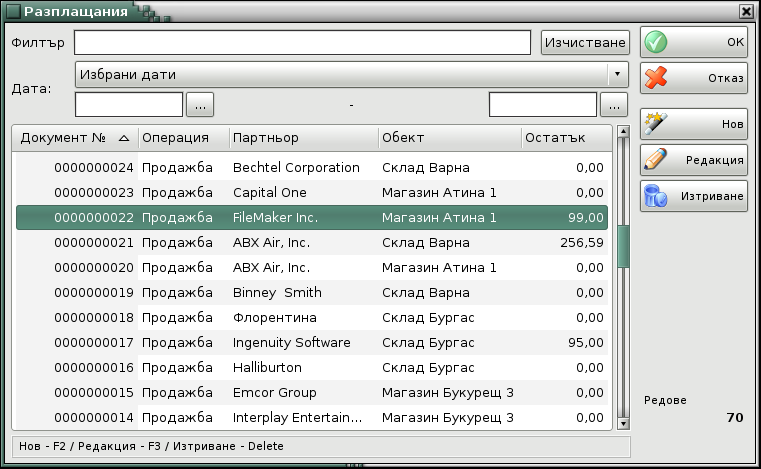 Разплащания
Филтър Изчистване
Дата: Избрани дати
... - ...
Документ № Операция Партньор Обект Остатък
0000000024 Продажба Bechtel Corporation Склад Варна 0,00
0000000023 Продажба Capital One Магазин Атина 1 0,00
0000000022 Продажба FileMaker Inc. Магазин Атина 1 99,00
0000000021 Продажба ABX Air, Inc. Склад Варна 256,59
0000000020 Продажба ABX Air, Inc. Магазин Атина 1 0,00
0000000019 Продажба Binney  Smith Склад Варна 0,00
0000000018 Продажба Флорентина Склад Бургас 0,00
0000000017 Продажба Ingenuity Software Склад Бургас 95,00
0000000016 Продажба Halliburton Склад Бургас 0,00
0000000015 Продажба Emcor Group Магазин Букурещ 3 0,00
0000000014 Продажба Interplay Entertain... Магазин Букурещ 3 0,00
Нов - F2 / Редакция - F3 / Изтриване - Delete
OK
Отказ
Нов
Редакция
Изтриване
Редове
70